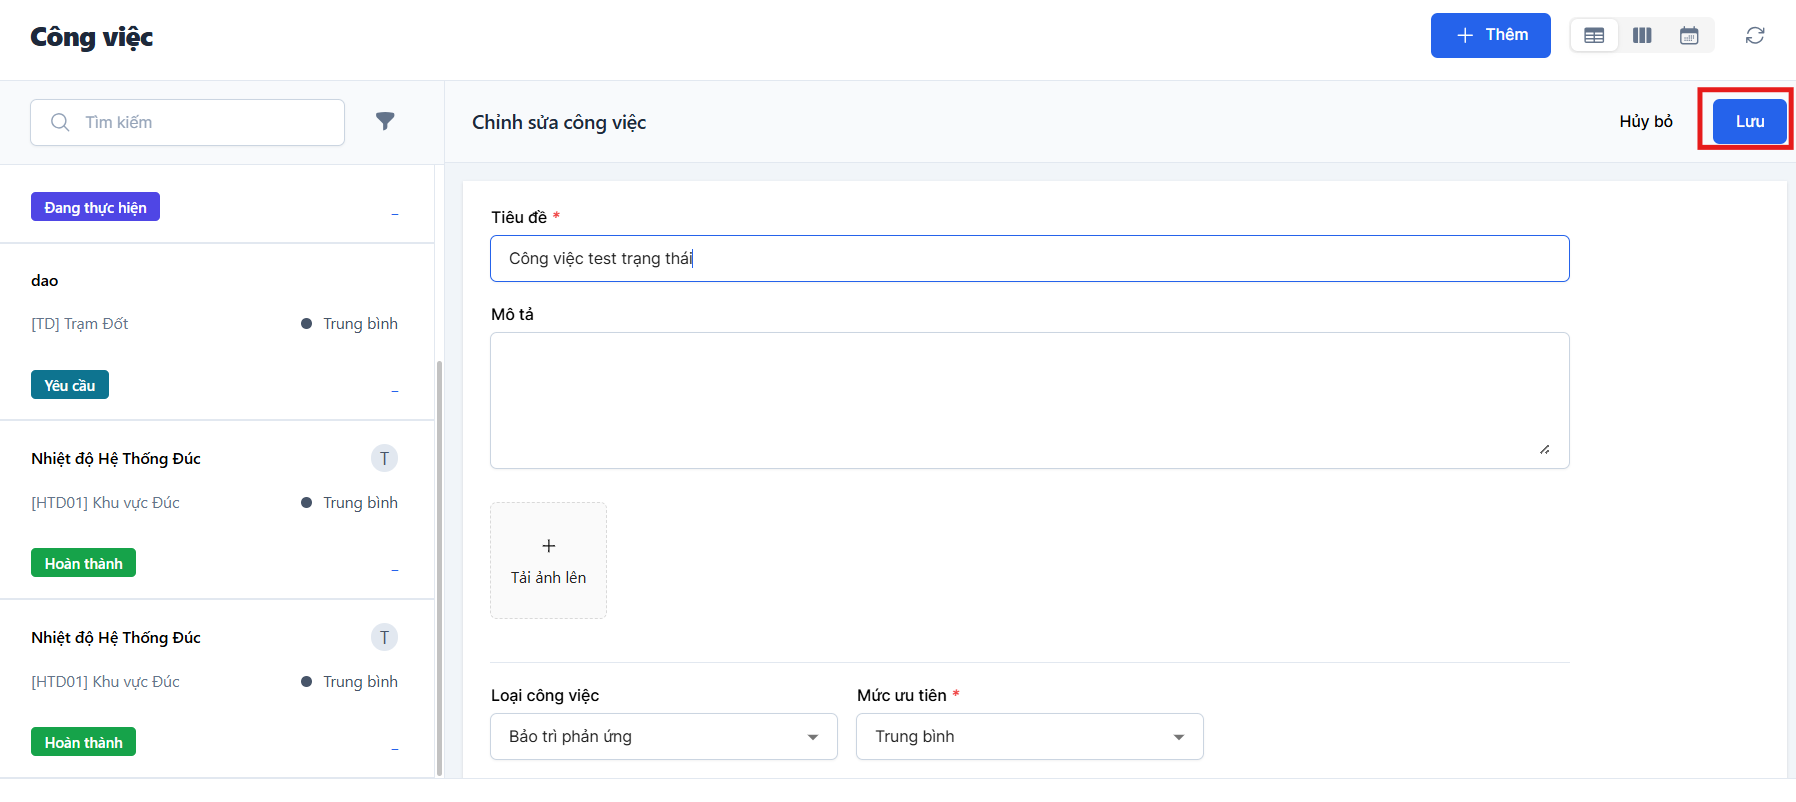 Công việc
Thêm
Tìm kiếm
Chỉnh sửa công việc
Hủy bỏ
Lưu
Đang thực hiện
–
dao
[TD] Trạm Đốt
Trung bình
Yêu cầu
–
Nhiệt độ Hệ Thống Đúc
T
[HTD01] Khu vực Đúc
Trung bình
Hoàn thành
–
Nhiệt độ Hệ Thống Đúc
T
[HTD01] Khu vực Đúc
Trung bình
Hoàn thành
–
Tiêu đề *
Công việc test trạng thái
Mô tả
+
Tải ảnh lên
Loại công việc
Mức ưu tiên *
Bảo trì phản ứng
Trung bình